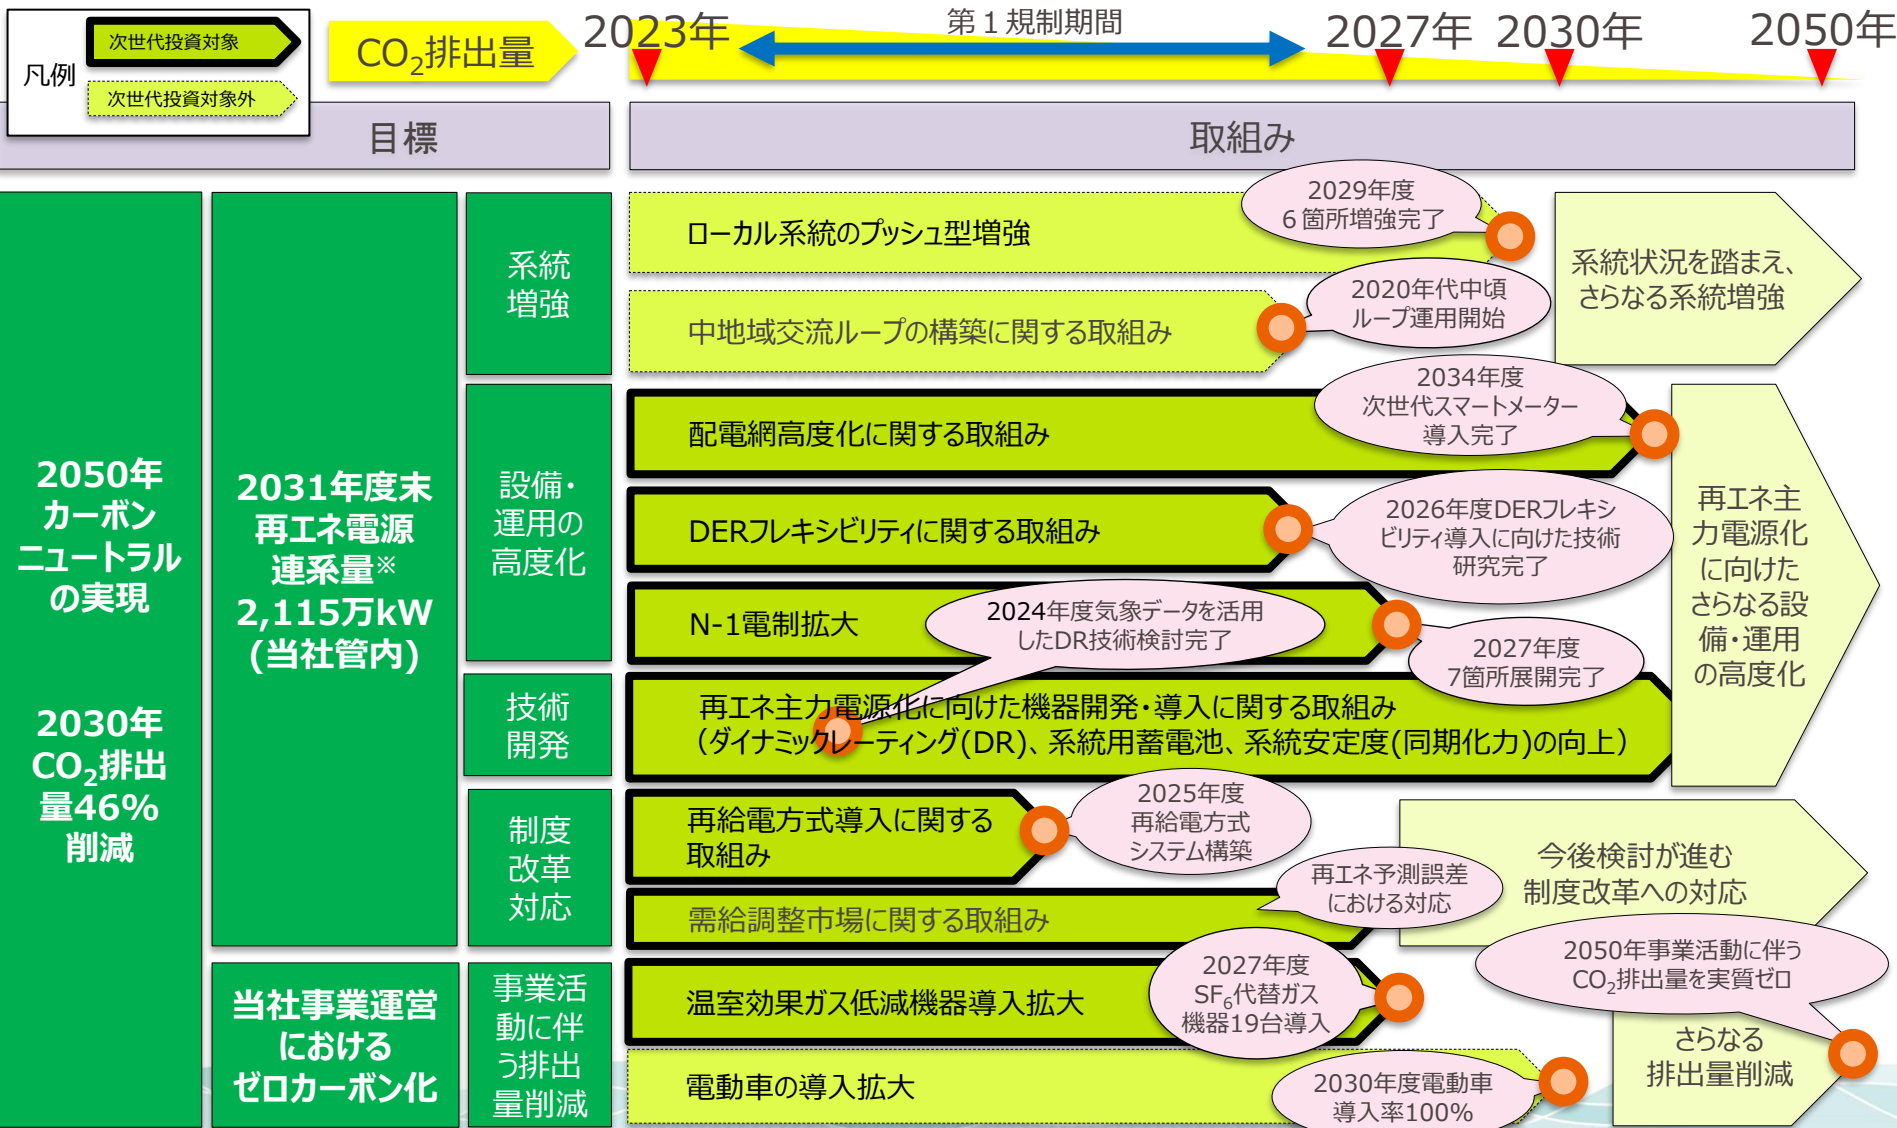 凡例
次世代投資対象
次世代投資対象外
CO2排出量
2023年
第１規制期間
2027年
2030年
2050年
目標
取組み
2050年
カーボン
ニュートラル
の実現
2030年
CO2排出
量46%
削減
2031年度末
再エネ電源
連系量※
2,115万kW
(当社管内)
当社事業運営
における
ゼロカーボン化
系統
増強
ローカル系統のプッシュ型増強
2029年度
６箇所増強完了
中地域交流ループの構築に関する取組み
2020年代中頃
ループ運用開始
系統状況を踏まえ、
さらなる系統増強
設備・
運用の
高度化
配電網高度化に関する取組み
2034年度
次世代スマートメーター
導入完了
DERフレキシビリティに関する取組み
2026年度DERフレキシ
ビリティ導入に向けた技術
研究完了
N-1電制拡大
2027年度
7箇所展開完了
技術
開発
再エネ主力電源化に向けた機器開発・導入に関する取組み
（ダイナミックレーティング(DR)、系統用蓄電池、系統安定度(同期化力)の向上）
2024年度気象データを活用
したDR技術検討完了
再エネ主
力電源化
に向けた
さらなる設
備・運用
の高度化
制度
改革
対応
再給電方式導入に関する
取組み
2025年度
再給電方式
システム構築
需給調整市場に関する取組み
再エネ予測誤差
における対応
今後検討が進む
制度改革への対応
事業活
動に伴
う排出
量削減
温室効果ガス低減機器導入拡大
2027年度
SF6代替ガス
機器19台導入
電動車の導入拡大
2030年度電動車
導入率100%
2050年事業活動に伴う
CO2排出量を実質ゼロ
さらなる
排出量削減